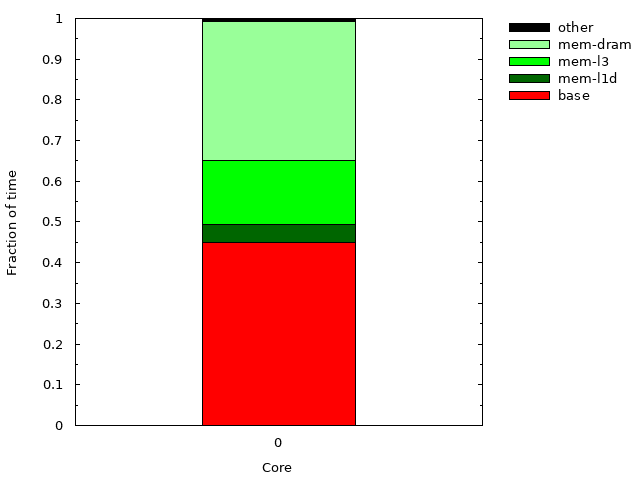 1
0.9
0.8
0.7
0.6
0.5
0.4
0.3
0.2
0.1
0
Fraction of time
0
Core
other
mem-dram
mem-l3
mem-l1d
base